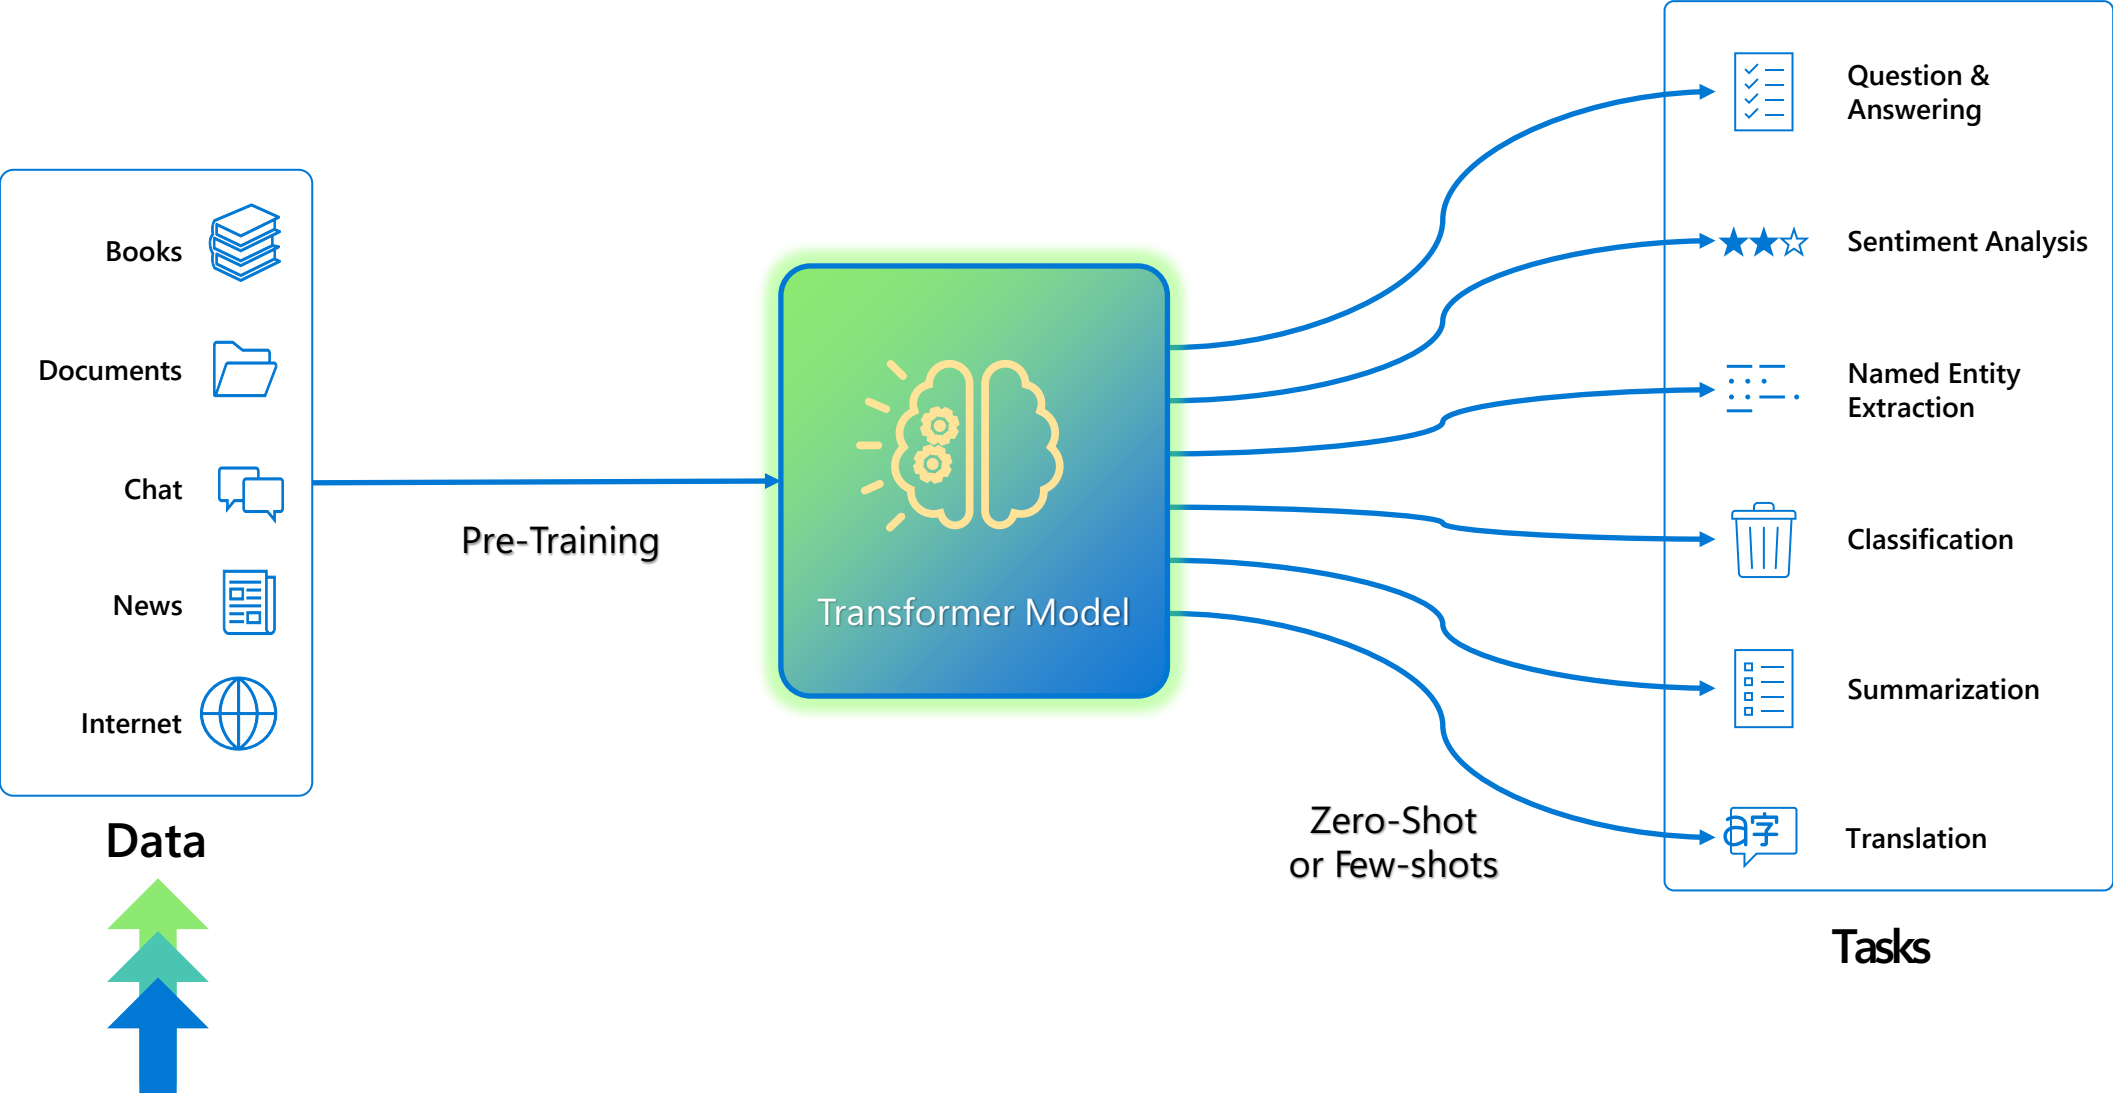 Books
Documents
Chat
News
Internet
Data
Pre-Training
Transformer Model
Zero-Shot
or Few-shots
Question &
Answering
Sentiment Analysis
Named Entity
Extraction
Classification
Summarization
a字
Translation
Tasks